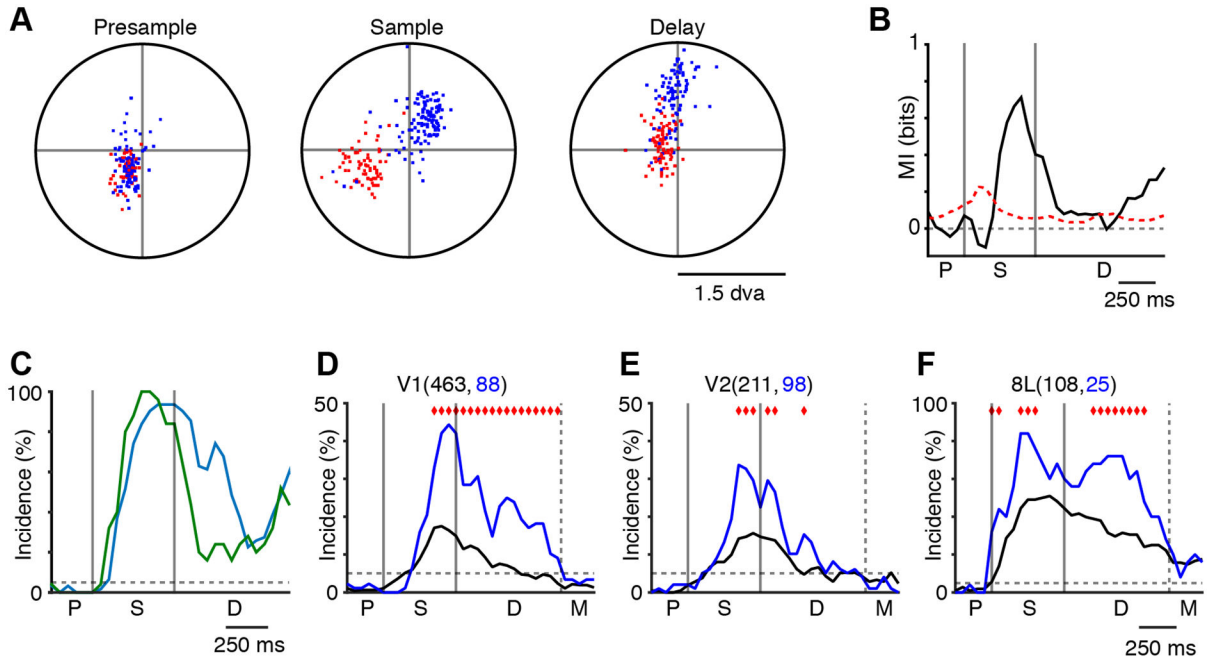 A
Presample
Sample
Delay
1.5 dva
B
1
MI (bits)
0
P
S
D
250 ms
C
100
Incidence (%)
0
P
S
D
250 ms
D
V1(463, 88)
50
Incidence (%)
0
P
S
D
M
E
V2(211, 98)
50
Incidence (%)
0
P
S
D
M
F
8L(108, 25)
100
Incidence (%)
0
P
S
D
M
250 ms